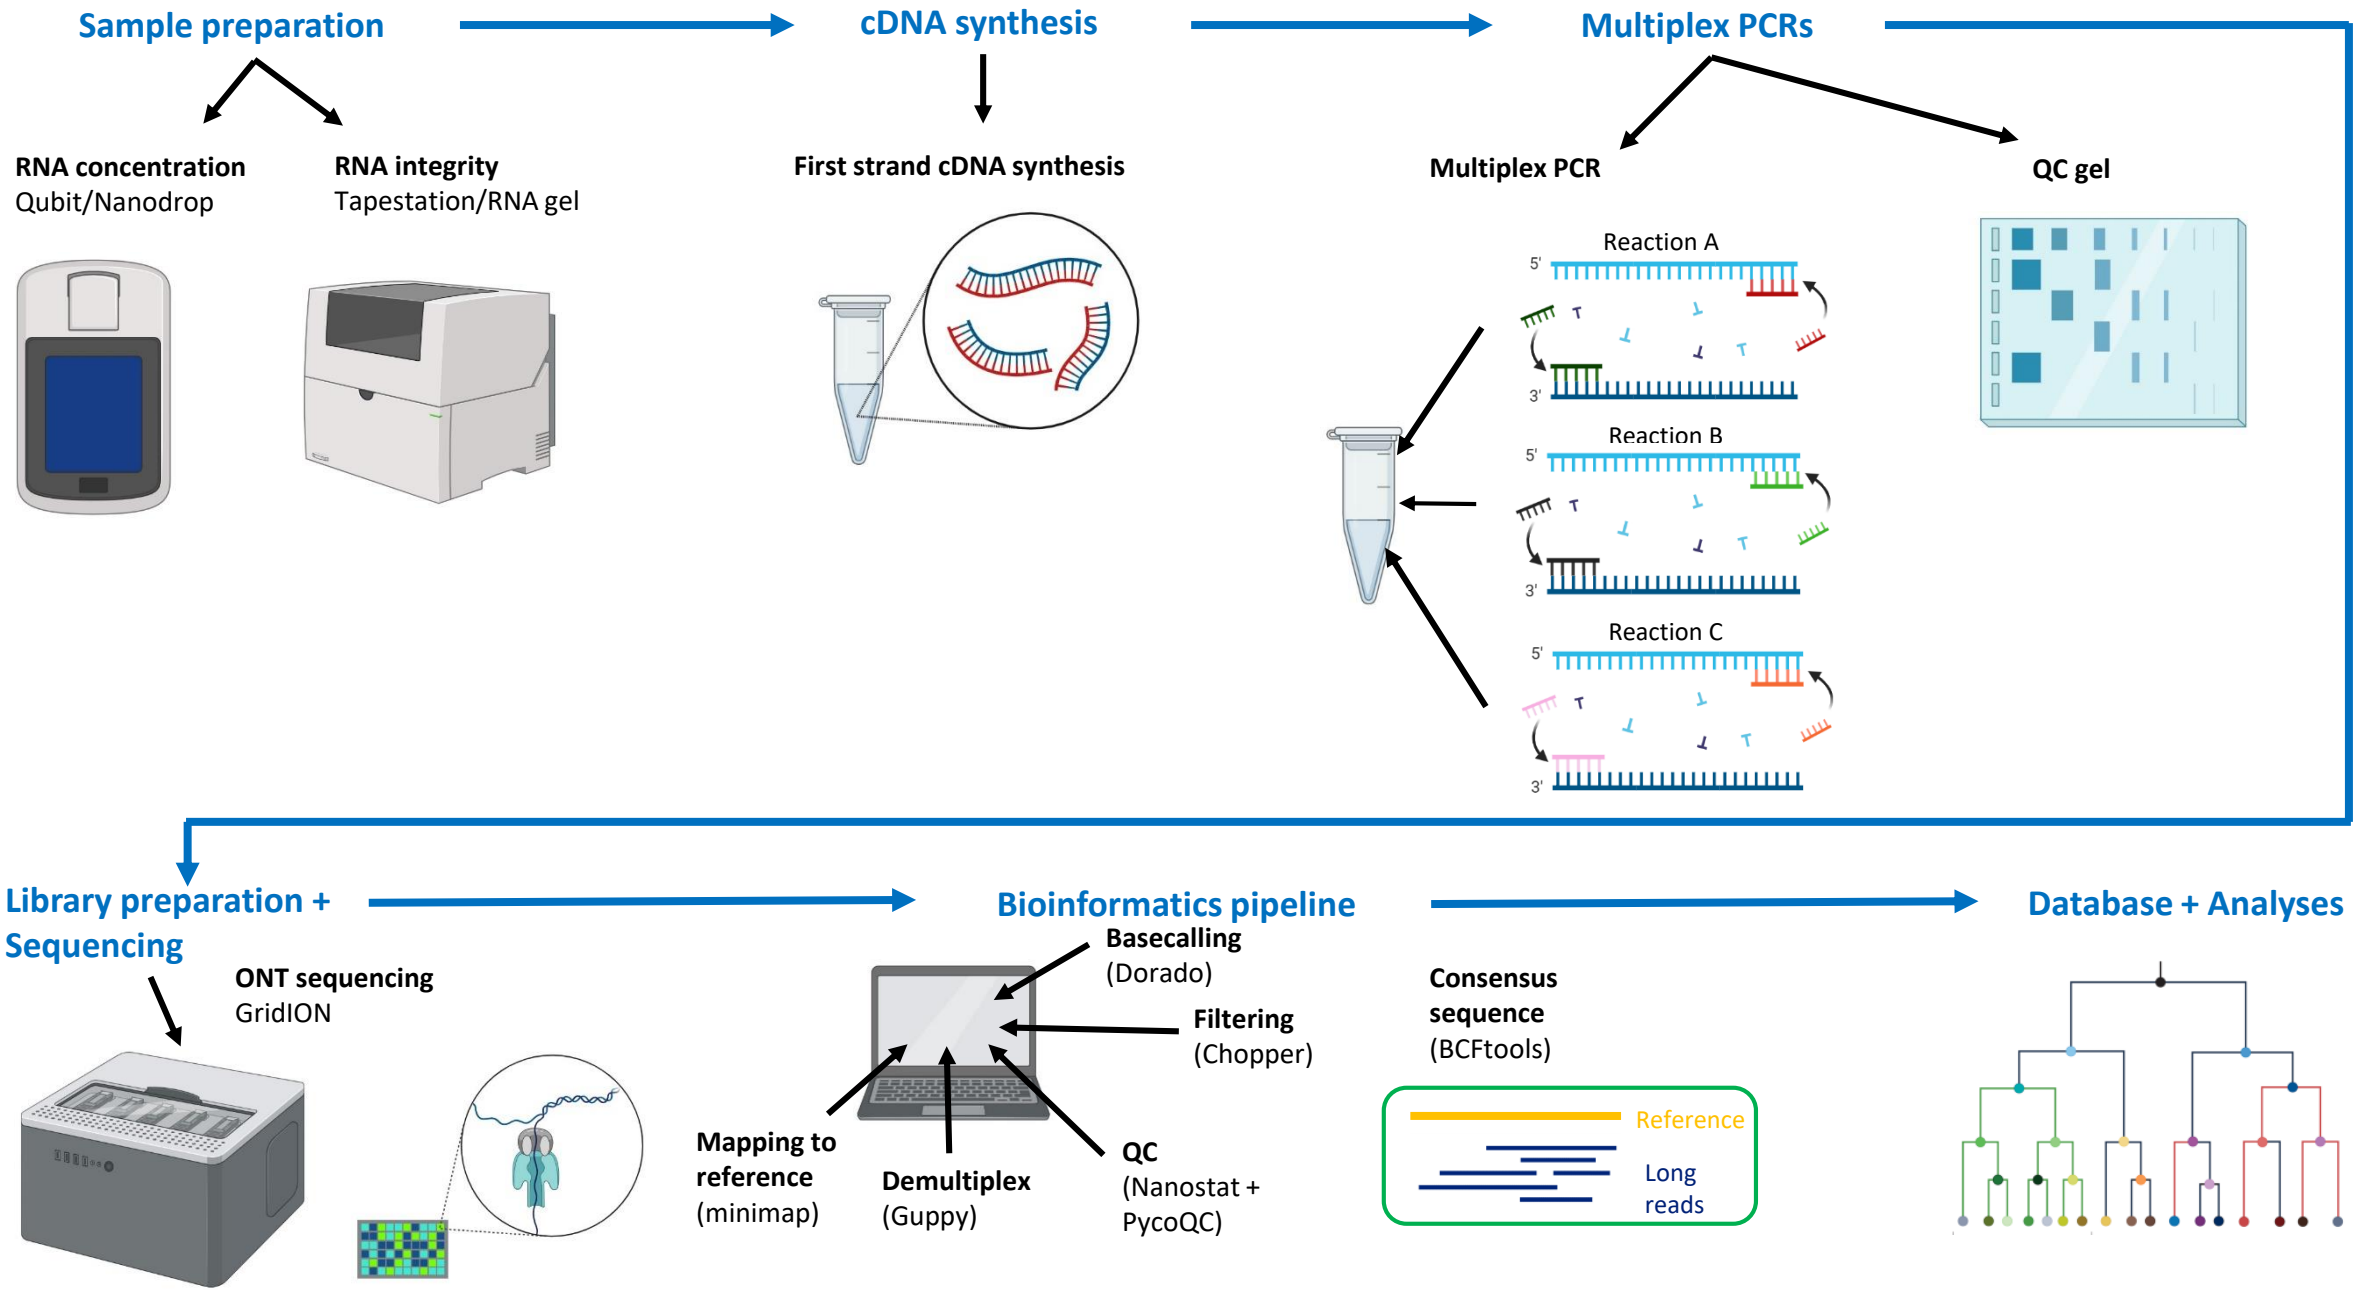 Sample preparation
cDNA synthesis
Multiplex PCRs
RNA concentration
Qubit/Nanodrop
RNA integrity
Tapestation/RNA gel
First strand cDNA synthesis
Multiplex PCR
QC gel
Reaction A
5'
3'
Reaction B
5'
3'
Reaction C
5'
3'
Library preparation +
Sequencing
ONT sequencing
GridION
Bioinformatics pipeline
Basecalling
(Dorado)
Filtering
(Chopper)
Mapping to
reference
(minimap)
Demultiplex
(Guppy)
QC
(Nanostat +
PycoQC)
Consensus
sequence
(BCFtools)
Reference
Long
reads
Database + Analyses